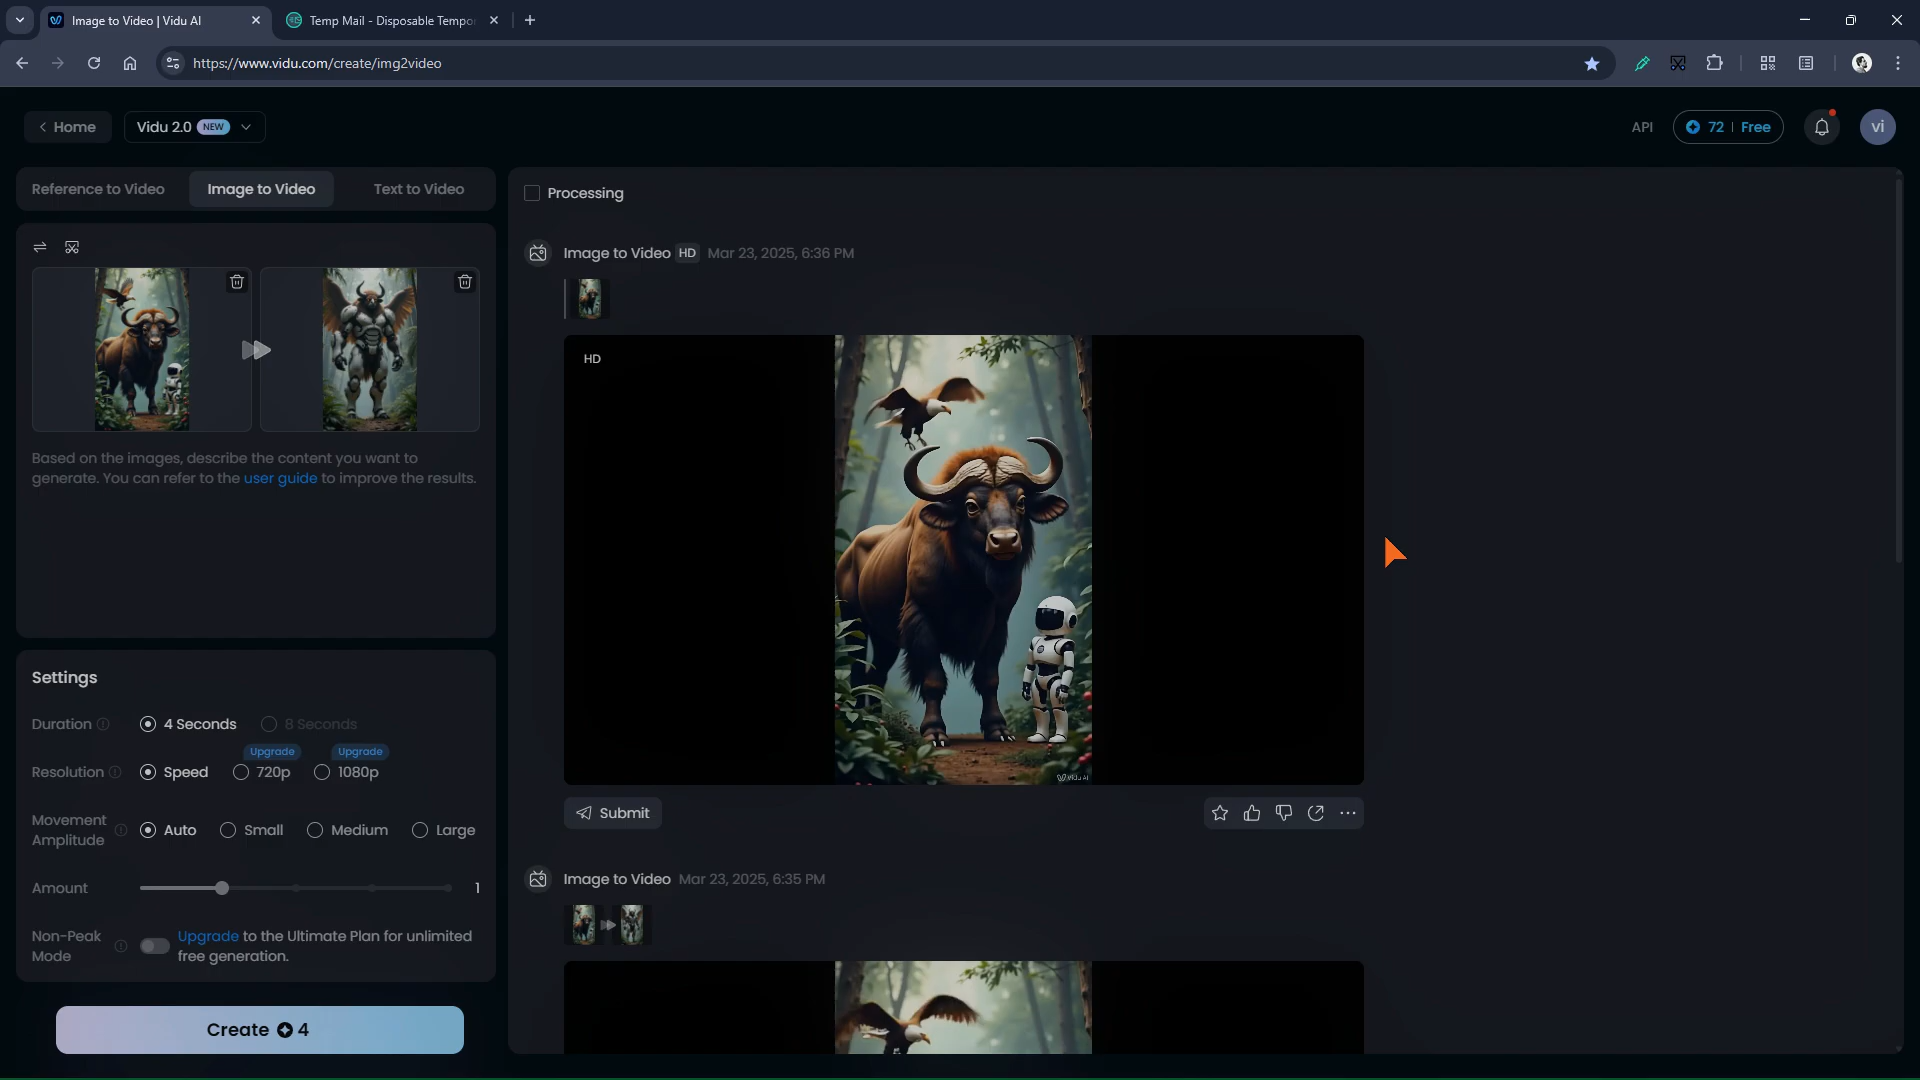 Image to Video | Vidu AI
Temp Mail - Disposable Tempo
https://www.vidu.com/create/img2video
Home
Vidu 2.0 NEW
API
72 | Free
vi
Reference to Video
Image to Video
Text to Video
Based on the images, describe the content you want to
generate. You can refer to the user guide to improve the results.
Settings
Duration
4 Seconds
8 Seconds
Upgrade
Upgrade
Resolution
Speed
720p
1080p
Movement
Amplitude
Auto
Small
Medium
Large
Amount
1
Non-Peak
Mode
Upgrade to the Ultimate Plan for unlimited
free generation.
Create 4
Processing
Image to Video HD Mar 23, 2025, 6:36 PM
HD
Vidu AI
Submit
Image to Video Mar 23, 2025, 6:35 PM